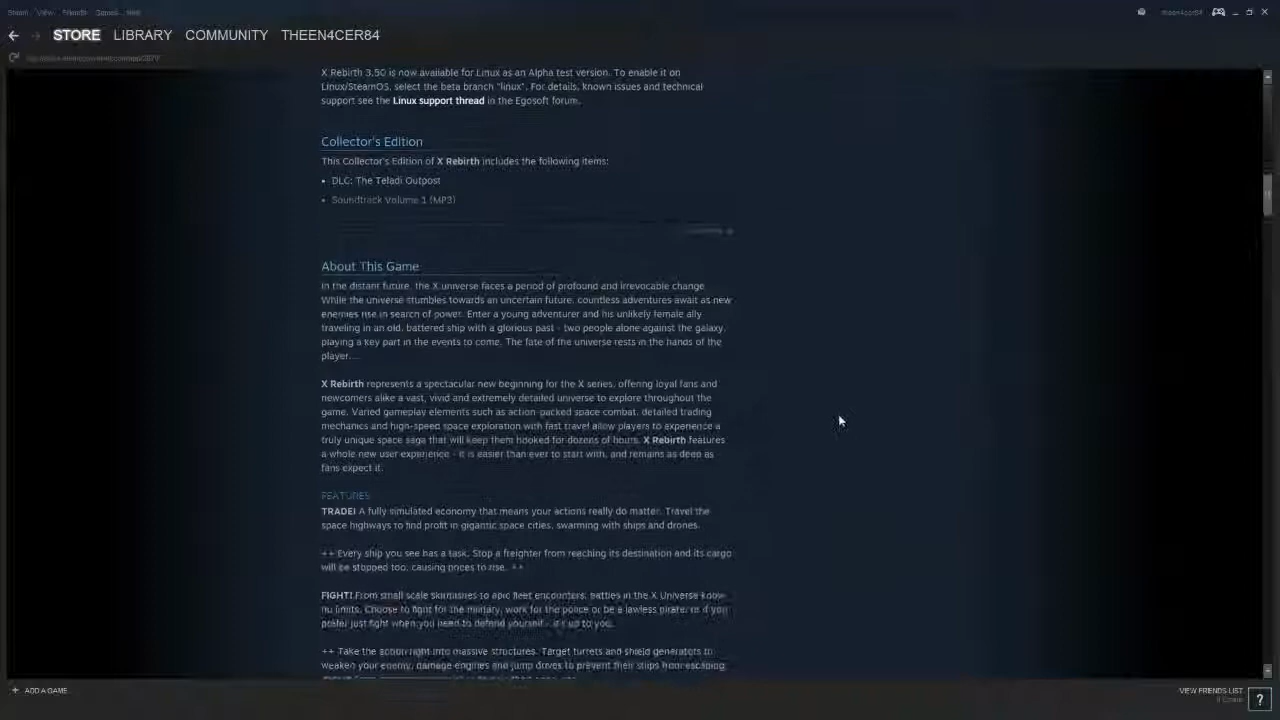 Steam View Friends Games Help
theen4cer84
STORE LIBRARY COMMUNITY THEEN4CER84
X Rebirth 3.50 is now available for Linux as an Alpha test version. To enable it on
Linux/SteamOS, select the beta branch "linux". For details, known issues and technical
support see the Linux support thread in the Egosoft forum.
Collector's Edition
This Collector's Edition of X Rebirth includes the following items:
• DLC: The Teladi Outpost
• Soundtrack Volume 1 (MP3)
About This Game
In the distant future, the X universe faces a period of profound and irrevocable change
While the universe stumbles towards an uncertain future, countless adventures await as new
enemies rise in search of power. Enter a young adventurer and his unlikely female ally
traveling in an old, battered ship with a glorious past - two people alone against the galaxy,
playing a key part in the events to come. The fate of the universe rests in the hands of the
player...
X Rebirth represents a spectacular new beginning for the X series, offering loyal fans and
newcomers alike a vast, vivid and extremely detailed universe to explore throughout the
game. Varied gameplay elements such as action-packed space combat, detailed trading
mechanics and high-speed space exploration with fast travel allow players to experience a
truly unique space saga that will keep them hooked for dozens of hours. X Rebirth features
a whole new user experience - it is easier than ever to start with, and remains as deep as
fans expect it.
FEATURES
TRADE! A fully simulated economy that means your actions really do matter. Travel the
space highways to find profit in gigantic space cities, swarming with ships and drones.
++ Every ship you see has a task. Stop a freighter from reaching its destination and its cargo
will be stopped too, causing prices to rise. ++
FIGHT! From small scale skirmishes to epic fleet encounters: battles in the X Universe know
no limits. Choose to fight for the military, work for the police or be a lawless pirate, or if you
prefer just fight when you need to defend yourself - it's up to you.
++ Take the action right into massive structures. Target turrets and shield generators to
weaken your enemy, damage engines and jump drives to prevent their ships from escaping
+ ADD A GAME
VIEW FRIENDS LIST
?